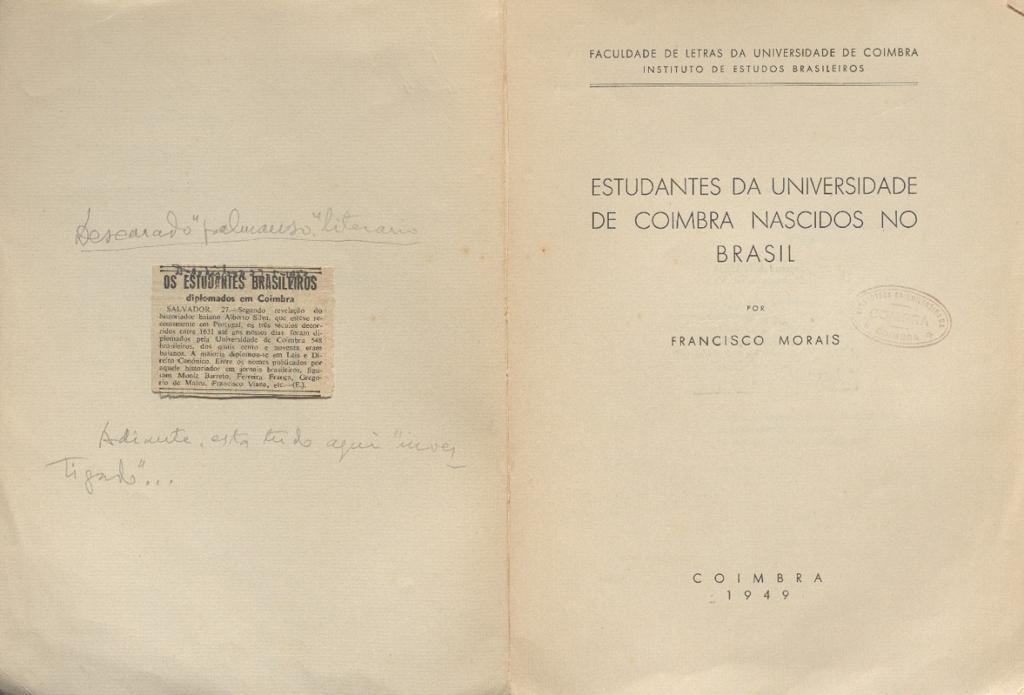 Descarado "palmanso" literario
OS ESTUDANTES BRASILEIROS
diplomados em Coimbra
SALVADOR, 27.—Segundo revelação do
historiador baiano Alberto Silva, que esteve re-
centemente em Portugal, os três séculos decor-
ridos entre 1631 até aos nossos dias foram di-
plomados pela Universidade de Coimbra 548
brasileiros, dos quais cento e noventa eram
baianos. A maioria diplomou-se em Leis e Di-
reito Canónico. Entre os nomes publicados por
aquele historiador em jornais brasileiros, figu-
ram Moniz Barreto, Ferreira França, Grego-
rio de Matos, Francisco Viana, etc.—(E.).
Adiante, esta tudo aqui "inves
tigado"...
FACULDADE DE LETRAS DA UNIVERSIDADE DE COIMBRA
INSTITUTO DE ESTUDOS BRASILEIROS
ESTUDANTES DA UNIVERSIDADE
DE COIMBRA NASCIDOS NO
BRASIL
POR
FRANCISCO MORAIS
COIMBRA
1949